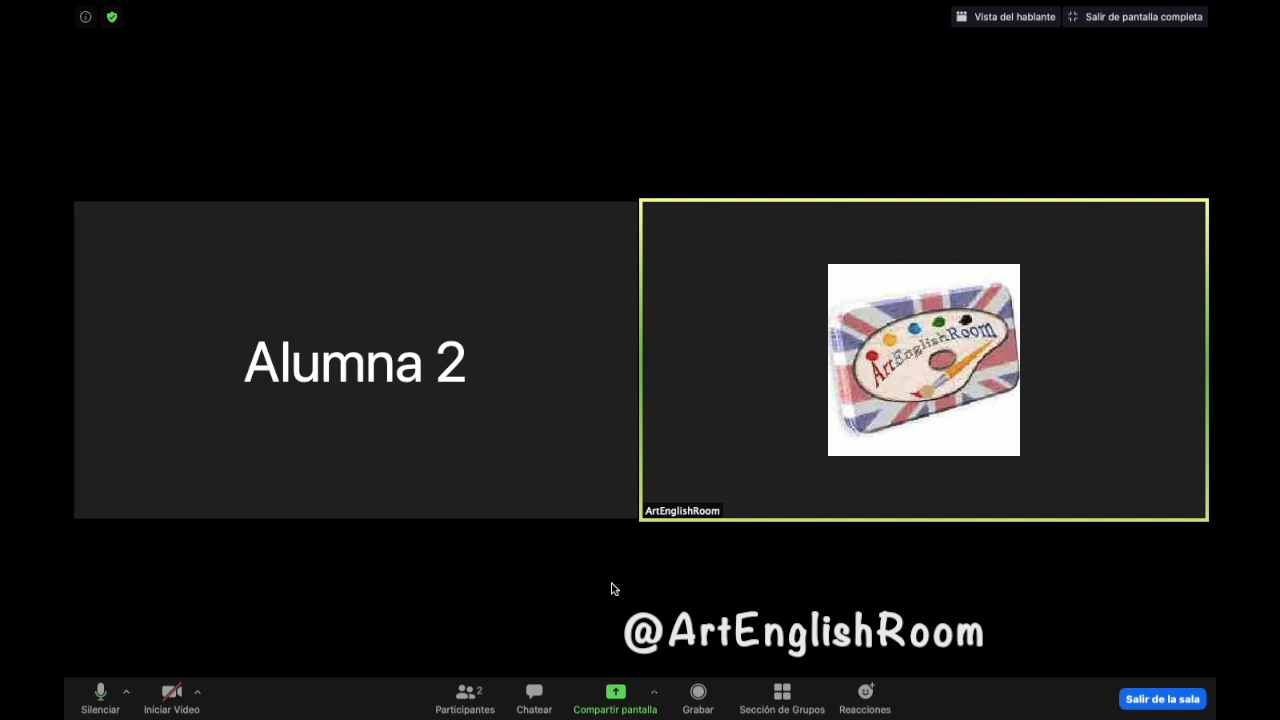 Vista del hablante
Salir de pantalla completa
Alumna 2
ArtEnglishRoom
ArtEnglishRoom
@ArtEnglishRoom
Silenciar
Iniciar Video
2
Participantes
Chatear
Compartir pantalla
Grabar
Sección de Grupos
Reacciones
Salir de la sala